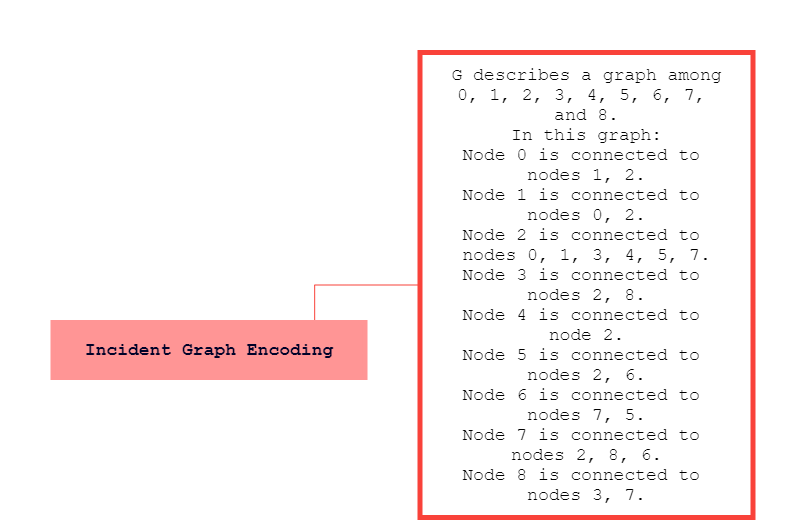 G describes a graph among
0, 1, 2, 3, 4, 5, 6, 7,
and 8.
In this graph:
Node 0 is connected to
nodes 1, 2.
Node 1 is connected to
nodes 0, 2.
Node 2 is connected to
nodes 0, 1, 3, 4, 5, 7.
Node 3 is connected to
nodes 2, 8.
Node 4 is connected to
node 2.
Node 5 is connected to
nodes 2, 6.
Node 6 is connected to
nodes 7, 5.
Node 7 is connected to
nodes 2, 8, 6.
Node 8 is connected to
nodes 3, 7.
Incident Graph Encoding